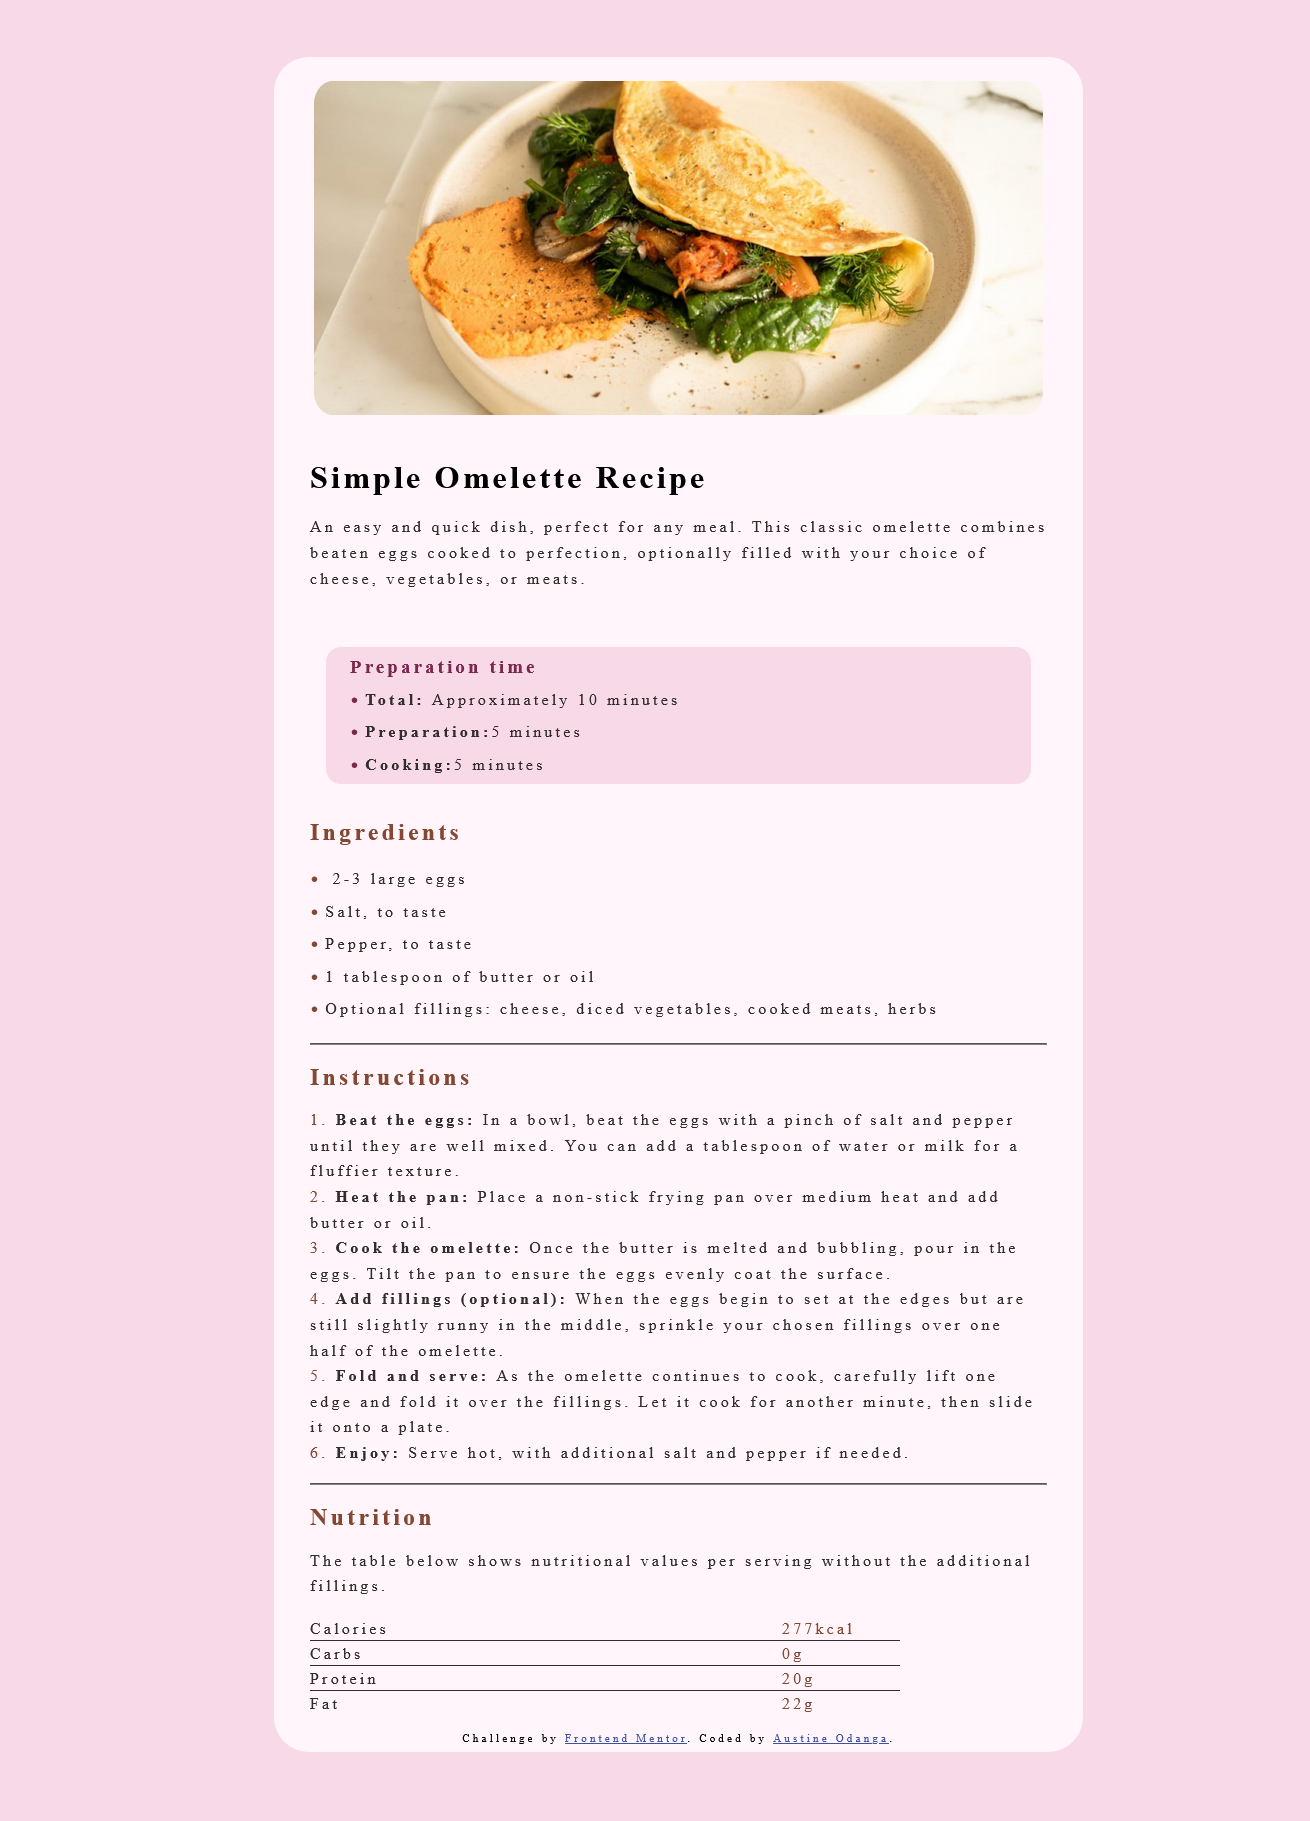 Simple Omelette Recipe
An easy and quick dish, perfect for any meal. This classic omelette combines
beaten eggs cooked to perfection, optionally filled with your choice of
cheese, vegetables, or meats.
Preparation time
• Total: Approximately 10 minutes
• Preparation:5 minutes
• Cooking:5 minutes
Ingredients
• 2-3 large eggs
• Salt, to taste
• Pepper, to taste
• 1 tablespoon of butter or oil
• Optional fillings: cheese, diced vegetables, cooked meats, herbs
Instructions
1. Beat the eggs: In a bowl, beat the eggs with a pinch of salt and pepper
until they are well mixed. You can add a tablespoon of water or milk for a
fluffier texture.
2. Heat the pan: Place a non-stick frying pan over medium heat and add
butter or oil.
3. Cook the omelette: Once the butter is melted and bubbling, pour in the
eggs. Tilt the pan to ensure the eggs evenly coat the surface.
4. Add fillings (optional): When the eggs begin to set at the edges but are
still slightly runny in the middle, sprinkle your chosen fillings over one
half of the omelette.
5. Fold and serve: As the omelette continues to cook, carefully lift one
edge and fold it over the fillings. Let it cook for another minute, then slide
it onto a plate.
6. Enjoy: Serve hot, with additional salt and pepper if needed.
Nutrition
The table below shows nutritional values per serving without the additional
fillings.
Calories 277kcal
Carbs 0g
Protein 20g
Fat 22g
Challenge by Frontend Mentor. Coded by Austine Odanga.